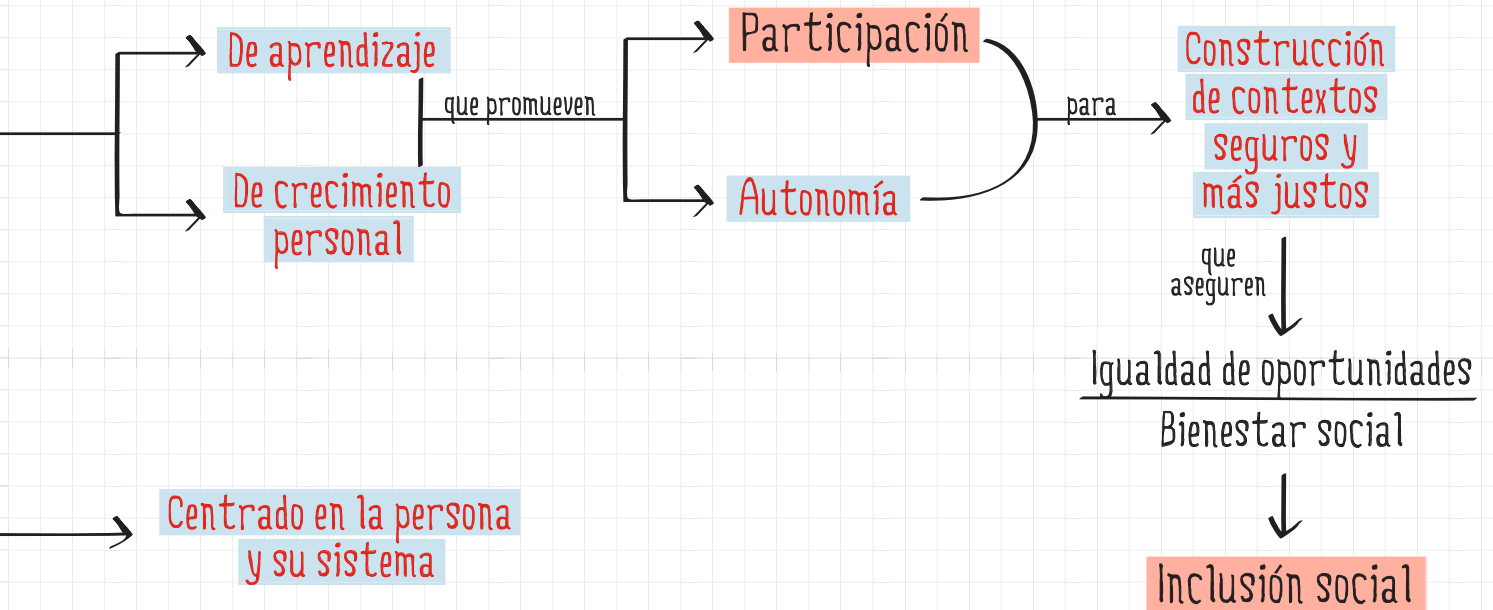 De aprendizaje
De crecimiento
personal
que promueven
Participación
Autonomía
para
Construcción
de contextos
seguros y
más justos
que
aseguren
Igualdad de oportunidades
Bienestar social
Inclusión social
Centrado en la persona
y su sistema